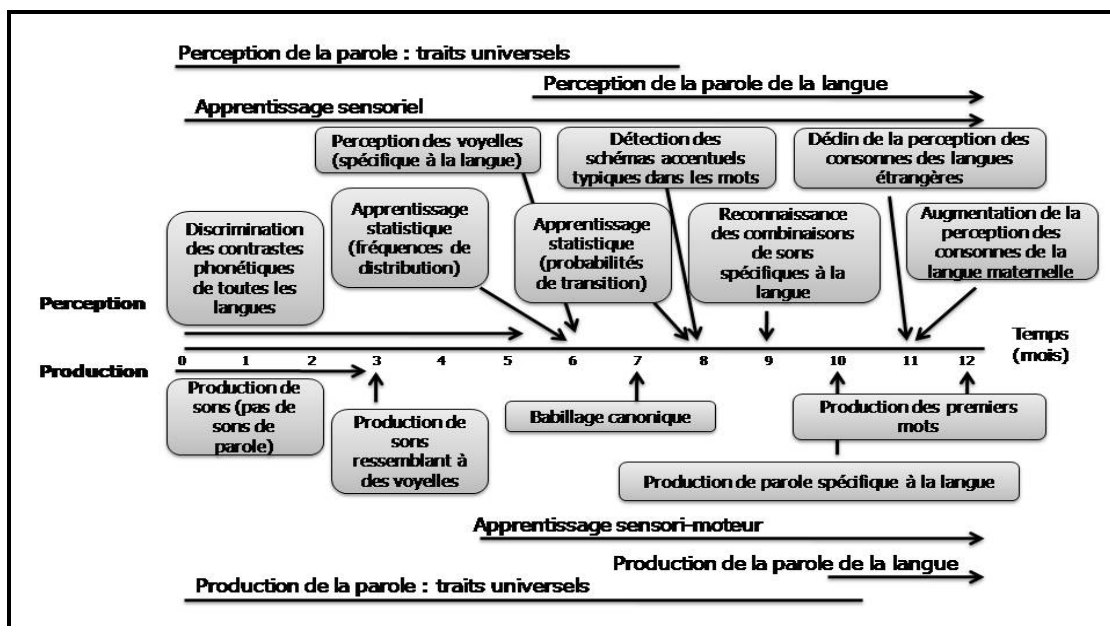 Perception de la parole : traits universels
Perception de la parole de la langue
Apprentissage sensoriel
Perception des voyelles
(spécifique à la langue)
Détection des
schémas accentuels
typiques dans les mots
Déclin de la perception des
consonnes des langues
étrangères
Discrimination
des contrastes
phonétiques
de toutes les
langues
Apprentissage
statistique
(fréquences de
distribution)
Apprentissage
statistique
(probabilités
de transition)
Reconnaissance
des combinaisons
de sons
spécifiques à la
langue
Augmentation de la
perception des
consonnes de la
langue maternelle
Perception
Temps
(mois)
0 1 2 3 4 5 6 7 8 9 10 11 12
Production
Production de
sons (pas de
sons de
parole)
Production de
sons
ressemblant à
des voyelles
Babillage canonique
Production des premiers
mots
Production de parole spécifique à la langue
Apprentissage sensori-moteur
Production de la parole de la langue
Production de la parole : traits universels